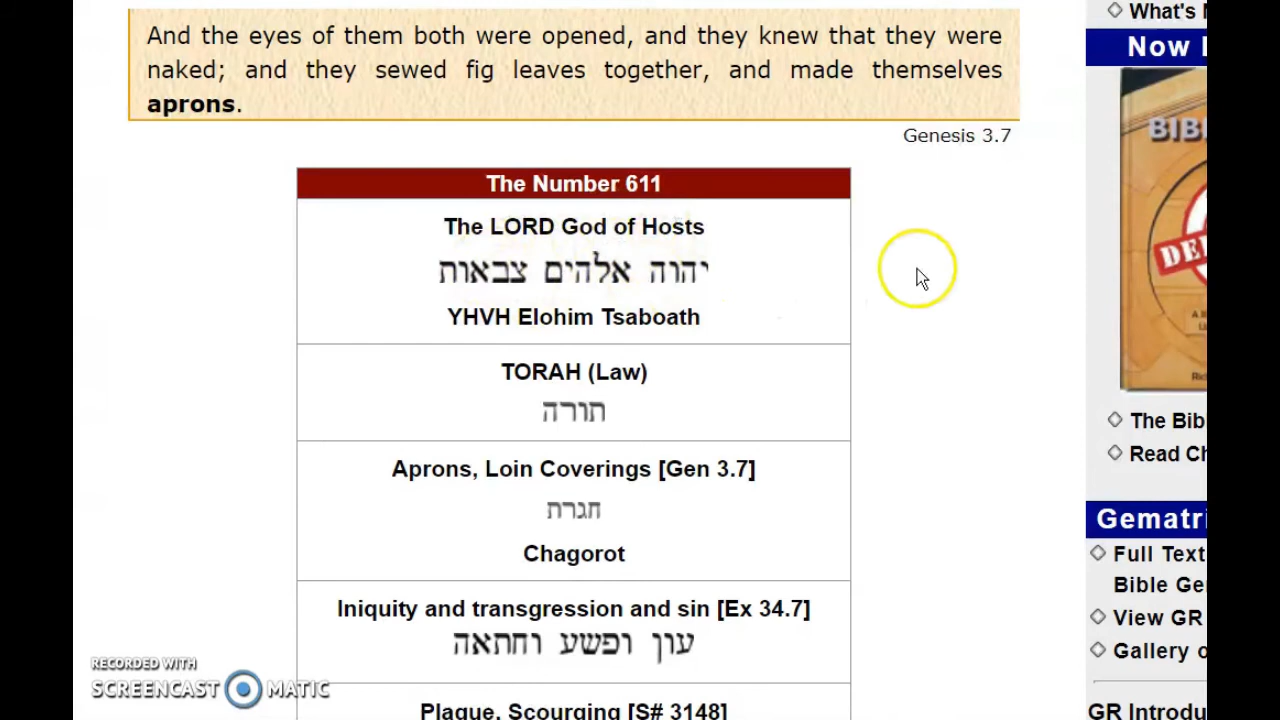 And the eyes of them both were opened, and they knew that they were
naked; and they sewed fig leaves together, and made themselves
aprons.
Genesis 3.7
The Number 611
The LORD God of Hosts
יהוה אלהים צבאות
YHVH Elohim Tsaboath
TORAH (Law)
תורה
Aprons, Loin Coverings [Gen 3.7]
חגרת
Chagorot
Iniquity and transgression and sin [Ex 34.7]
עון ופשע וחתאה
Plague, Scourging [S# 3148]
What's
Now
BIB
DE
The Bib
Read Ch
Gematri
Full Text
Bible Ge
View GR
Gallery o
GR Introdu
RECORDED WITH
SCREENCAST MATIC